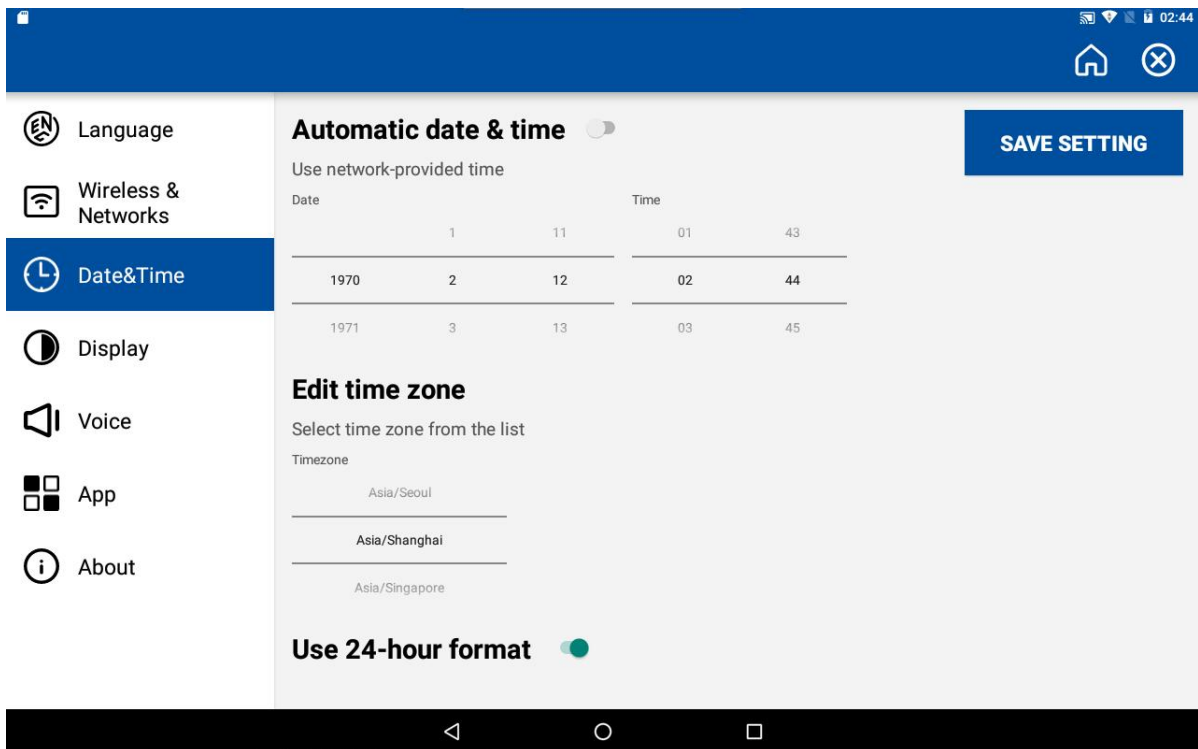 02:44
EN
Language
Wireless &
Networks
Date&Time
Display
Voice
App
About
Automatic date & time
SAVE SETTING
Use network-provided time
Date Time
1 11 01 43
1970 2 12 02 44
1971 3 13 03 45
Edit time zone
Select time zone from the list
Timezone
Asia/Seoul
Asia/Shanghai
Asia/Singapore
Use 24-hour format